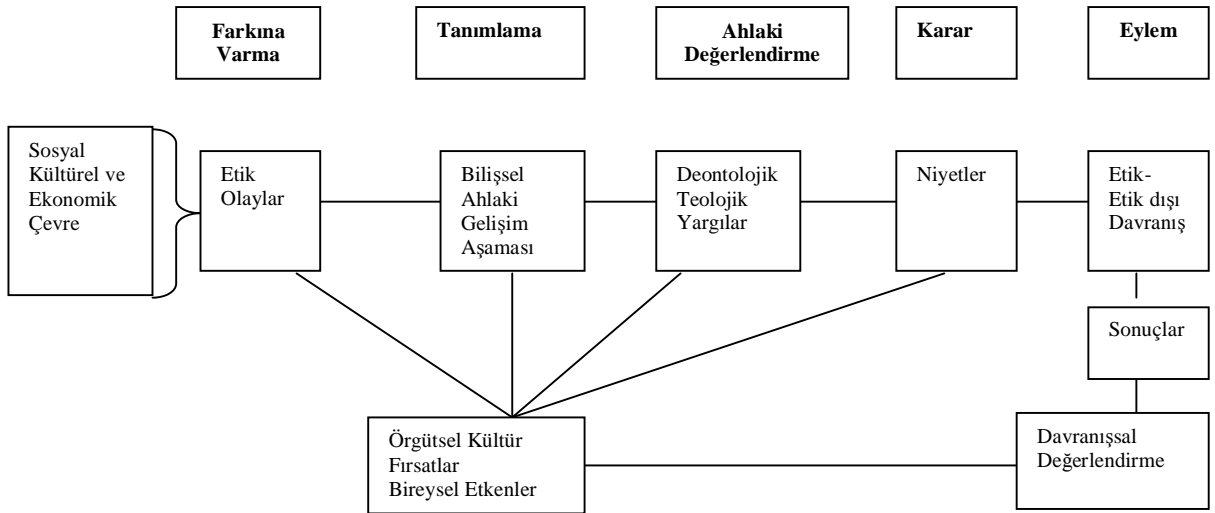 Farkına
Varma
Tanımlama
Ahlaki
Değerlendirme
Karar
Eylem
Sosyal
Kültürel ve
Ekonomik
Çevre
Etik
Olaylar
Bilişsel
Ahlaki
Gelişim
Aşaması
Deontolojik
Teolojik
Yargılar
Niyetler
Etik-
Etik dışı
Davranış
Sonuçlar
Örgütsel Kültür
Fırsatlar
Bireysel Etkenler
Davranışsal
Değerlendirme